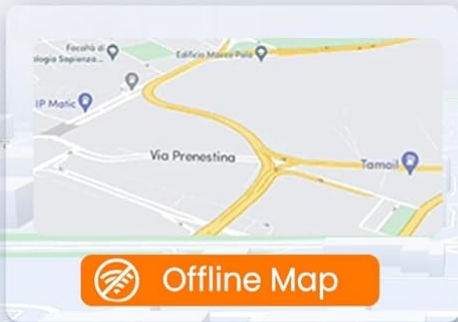 Facoltà di
ologia Sapienza...
Edificio Marco Polo
IP Matic
Via Prenestina
Tamoil
Offline Map